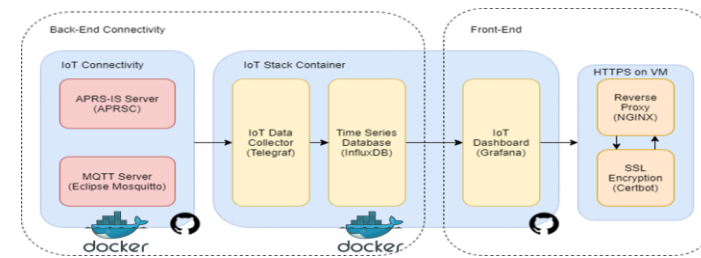 Back-End Connectivity
Front-End
IoT Connectivity
IoT Stack Container
HTTPS on VM
APRS-IS Server
(APRSC)
MQTT Server
(Eclipse Mosquitto)
IoT Data
Collector
(Telegraf)
Time Series
Database
(InfluxDB)
IoT
Dashboard
(Grafana)
Reverse
Proxy
(NGINX)
SSL
Encryption
(Certbot)
docker
docker